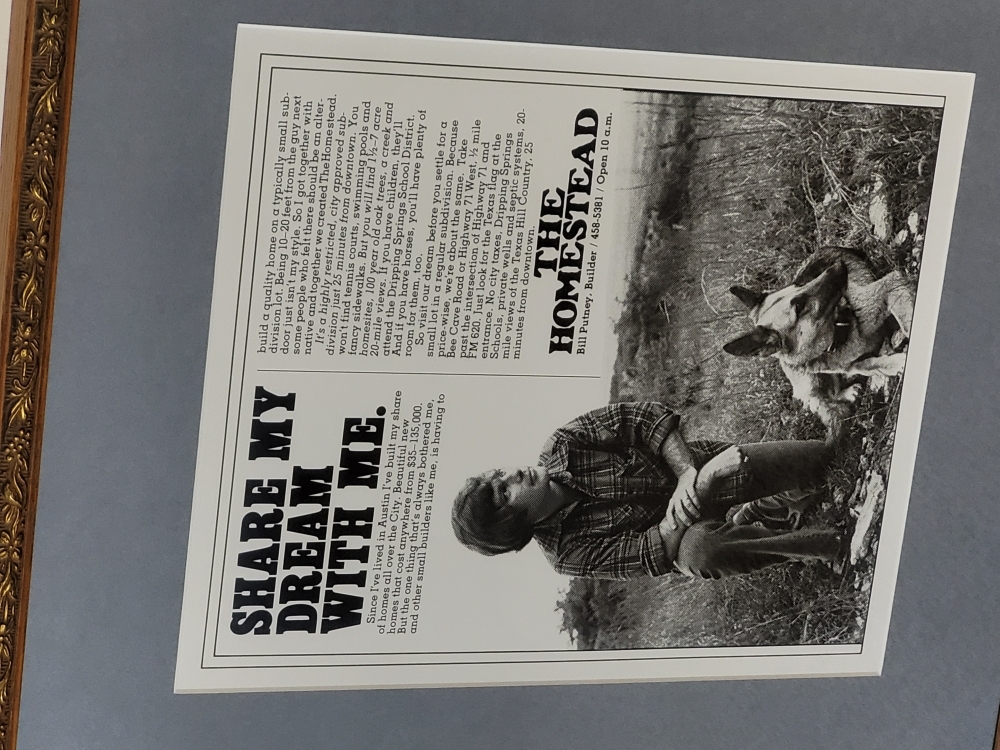 SHARE MY
DREAM
WITH ME.
Since I've lived in Austin I've built my share
of homes all over the City. Beautiful new
homes that cost anywhere from $35–135,000.
But the one thing that's always bothered me,
and other small builders like me, is having to
build a quality home on a typically small sub-
division lot. Being 10–20 feet from the guy next
door just isn't my style. So I got together with
some people who felt there should be an alter-
native and together we created The Homestead.
It's a highly restricted, city approved sub-
division just 25 minutes from downtown. You
won't find tennis courts, swimming pools and
fancy sidewalks. But you will find 1½–7 acre
homesites, 100 year old oak trees, a creek and
20-mile views. If you have children, they'll
attend the Dripping Springs School District.
And if you have horses, you'll have plenty of
room for them, too.
So visit our dream before you settle for a
small lot in a regular subdivision. Because
price-wise, we're about the same. Take
Bee Cave Road or Highway 71 West, ½ mile
past the intersection of Highway 71 and
FM 620. Just look for the Texas flag at the
entrance. No city taxes, Dripping Springs
Schools, private wells and septic systems, 20-
mile views of the Texas Hill Country. 25
minutes from downtown.
THE
HOMESTEAD
Bill Putney, Builder / 458-5381 / Open 10 a.m.